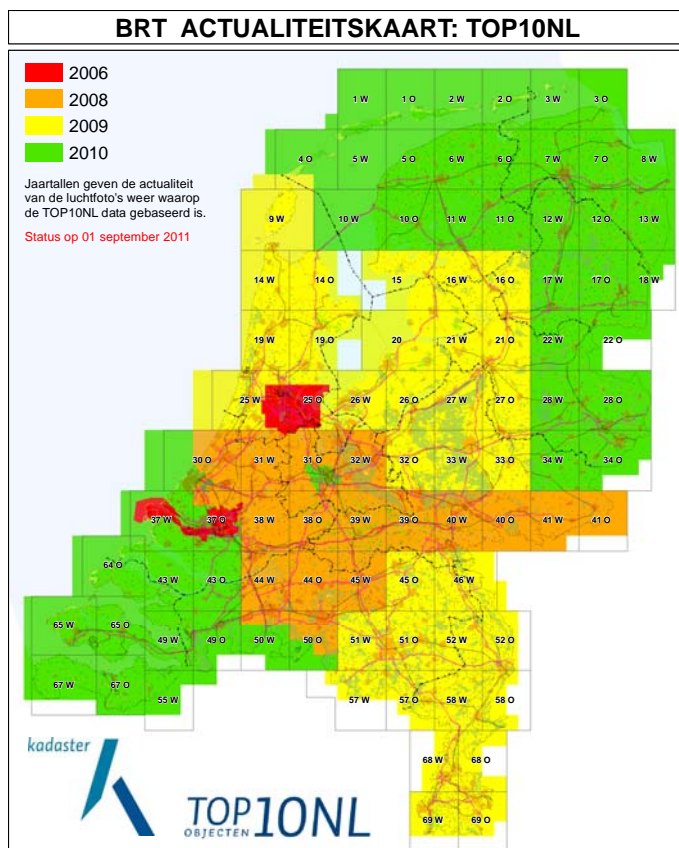 BRT ACTUALITEITSKAART: TOP10NL
2006
2008
2009
2010
Jaartallen geven de actualiteit
van de luchtfoto's weer waarop
de TOP10NL data gebaseerd is.
Status op 01 september 2011
1 W 1 O 2 W 2 O 3 W 3 O
4 O 5 W 5 O 6 W 6 O 7 W 7 O 8 W
9 W 10 W 10 O 11 W 11 O 12 W 12 O 13 W
14 W 14 O 15 16 W 16 O 17 W 17 O 18 W
19 W 19 O 20 21 W 21 O 22 W 22 O
25 W 25 O 26 W 26 O 27 W 27 O 28 W 28 O
30 O 31 W 31 O 32 W 32 O 33 W 33 O 34 W 34 O
37 W 37 O 38 W 38 O 39 W 39 O 40 W 40 O 41 W 41 O
64 O 43 W 43 O 44 W 44 O 45 W 45 O 46 W
65 W 65 O 49 W 49 O 50 W 50 O 51 W 51 O 52 W 52 O
67 W 67 O 55 W 57 W 57 O 58 W 58 O
68 W 68 O
69 W 69 O
kadaster
TOP10NL
OBJECTEN